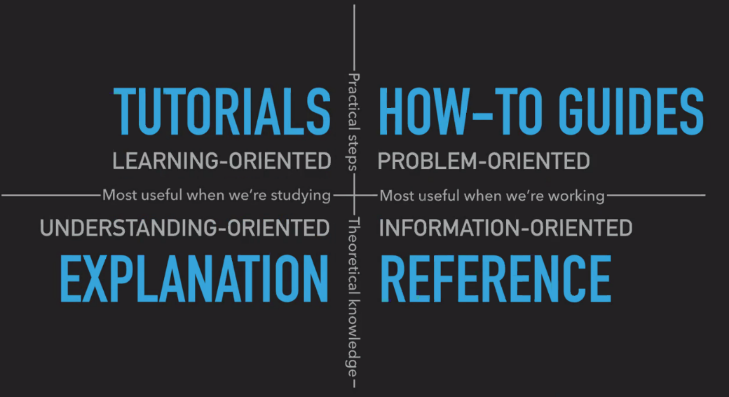 TUTORIALS
LEARNING-ORIENTED
HOW-TO GUIDES
PROBLEM-ORIENTED
Practical steps
Most useful when we're studying
Most useful when we're working
UNDERSTANDING-ORIENTED
EXPLANATION
INFORMATION-ORIENTED
REFERENCE
Theoretical knowledge